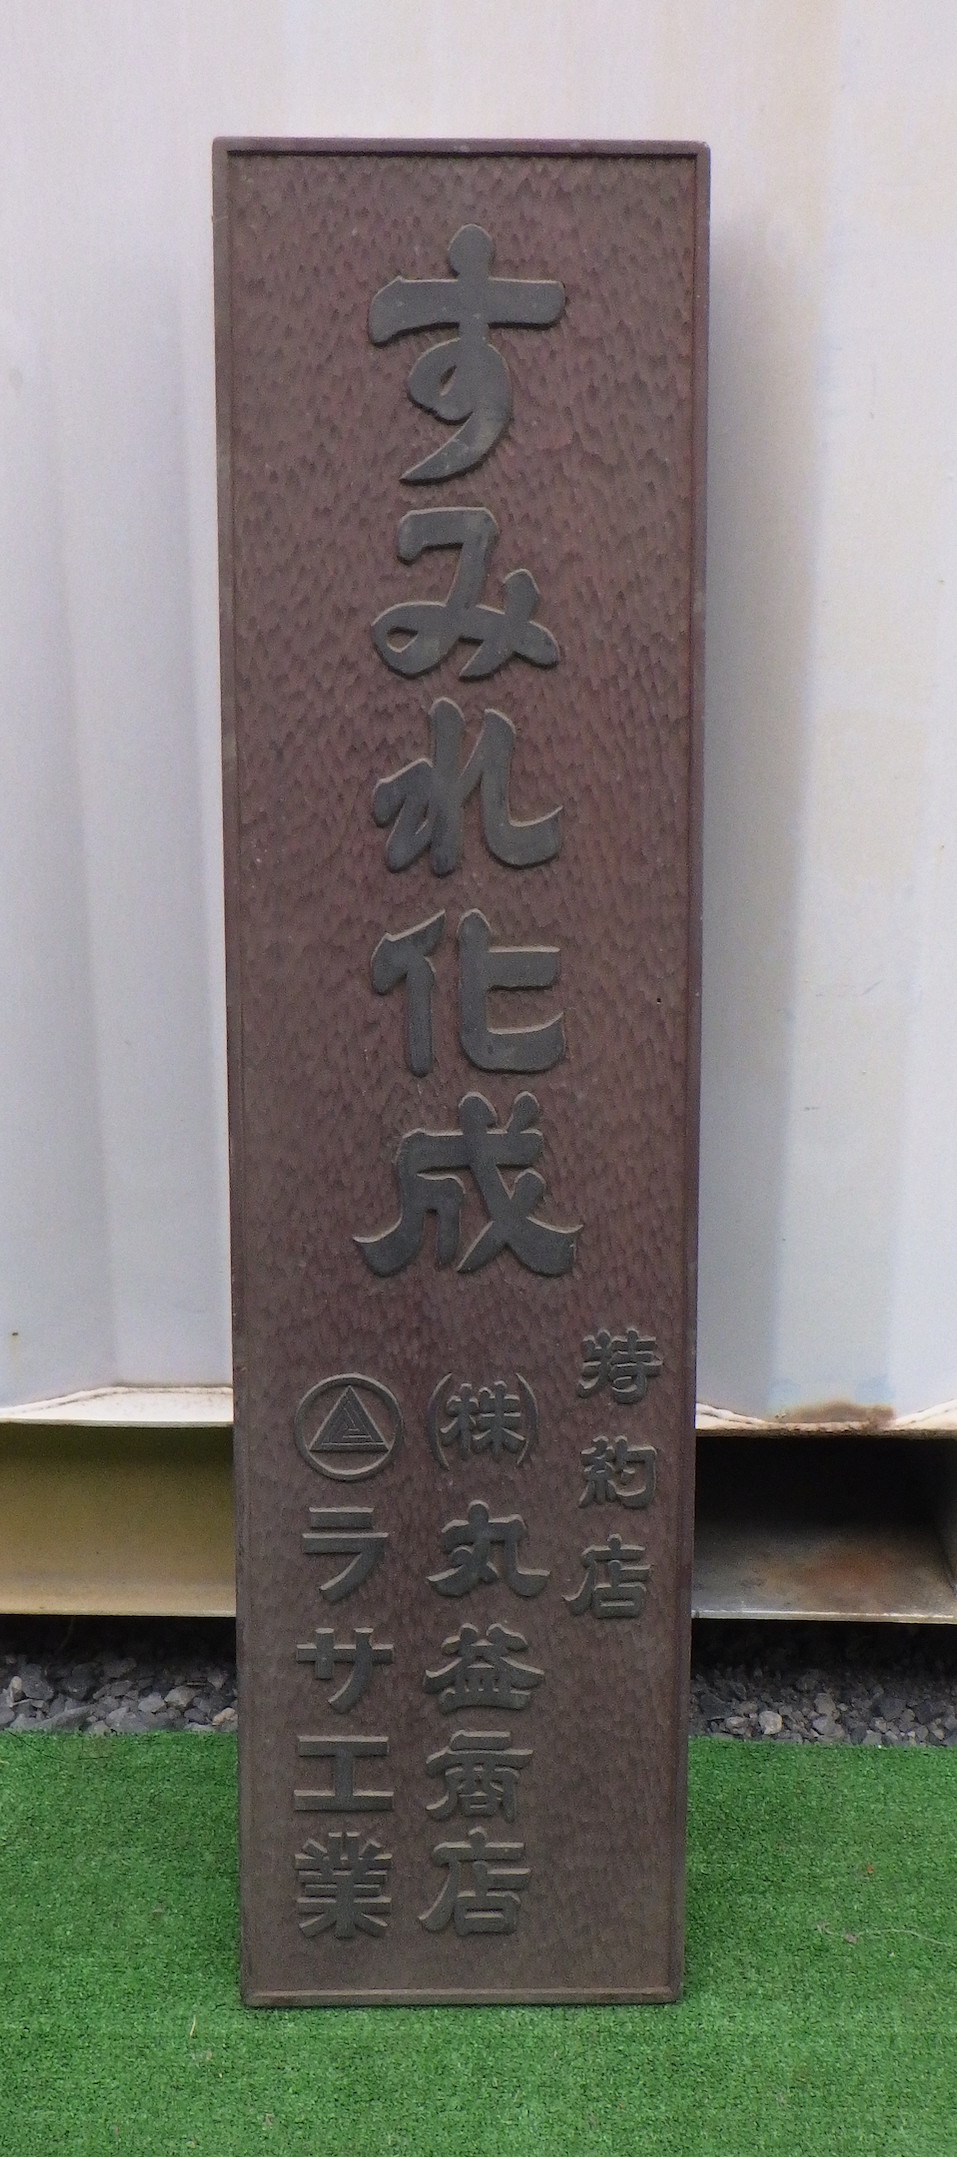 すみれ化成
特約店
(株)丸益商店
ラサ工業